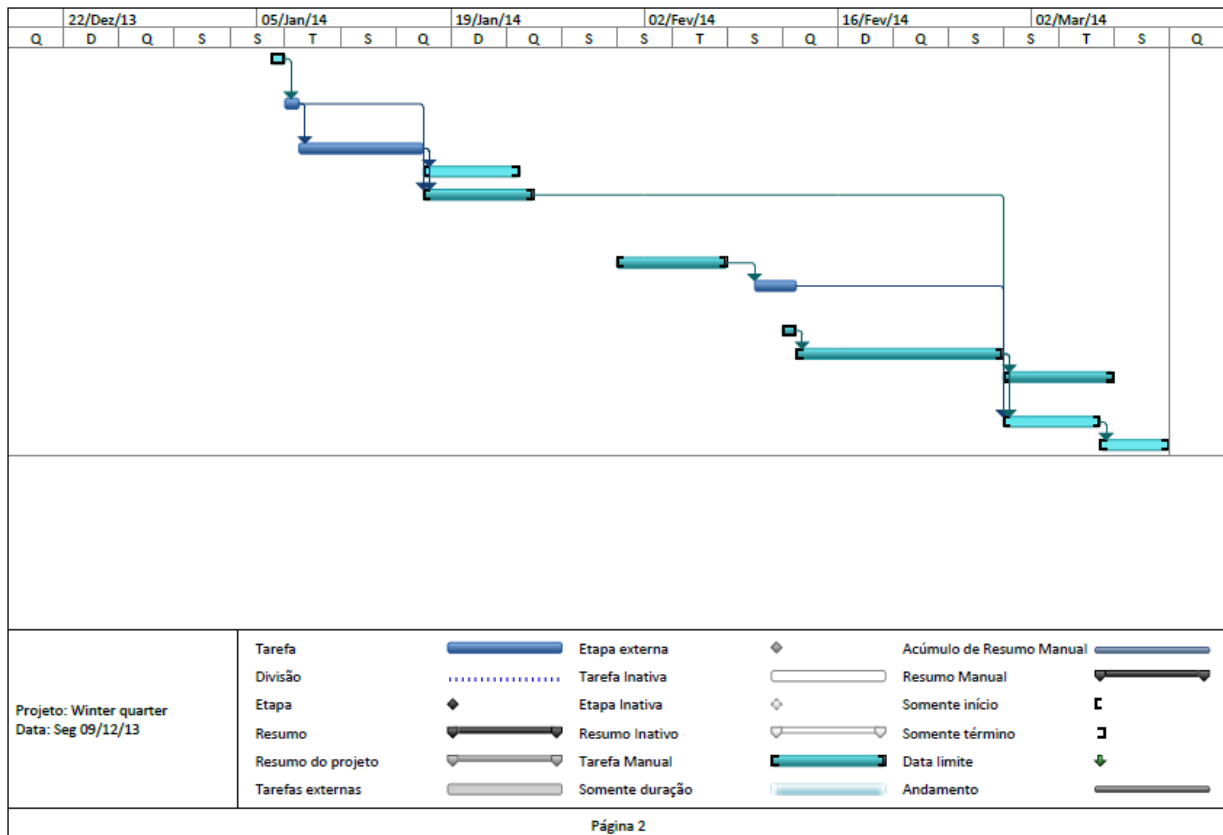 22/Dez/13 05/Jan/14 19/Jan/14 02/Fev/14 16/Fev/14 02/Mar/14
Q D Q S S T S Q D Q S S T S Q D Q S S T S Q
Projeto: Winter quarter
Data: Seg 09/12/13
Tarefa
Divisão
Etapa
Resumo
Resumo do projeto
Tarefas externas
Etapa externa
Tarefa Inativa
Etapa Inativa
Resumo Inativo
Tarefa Manual
Somente duração
Acúmulo de Resumo Manual
Resumo Manual
Somente início
Somente término
Data limite
Andamento
Página 2